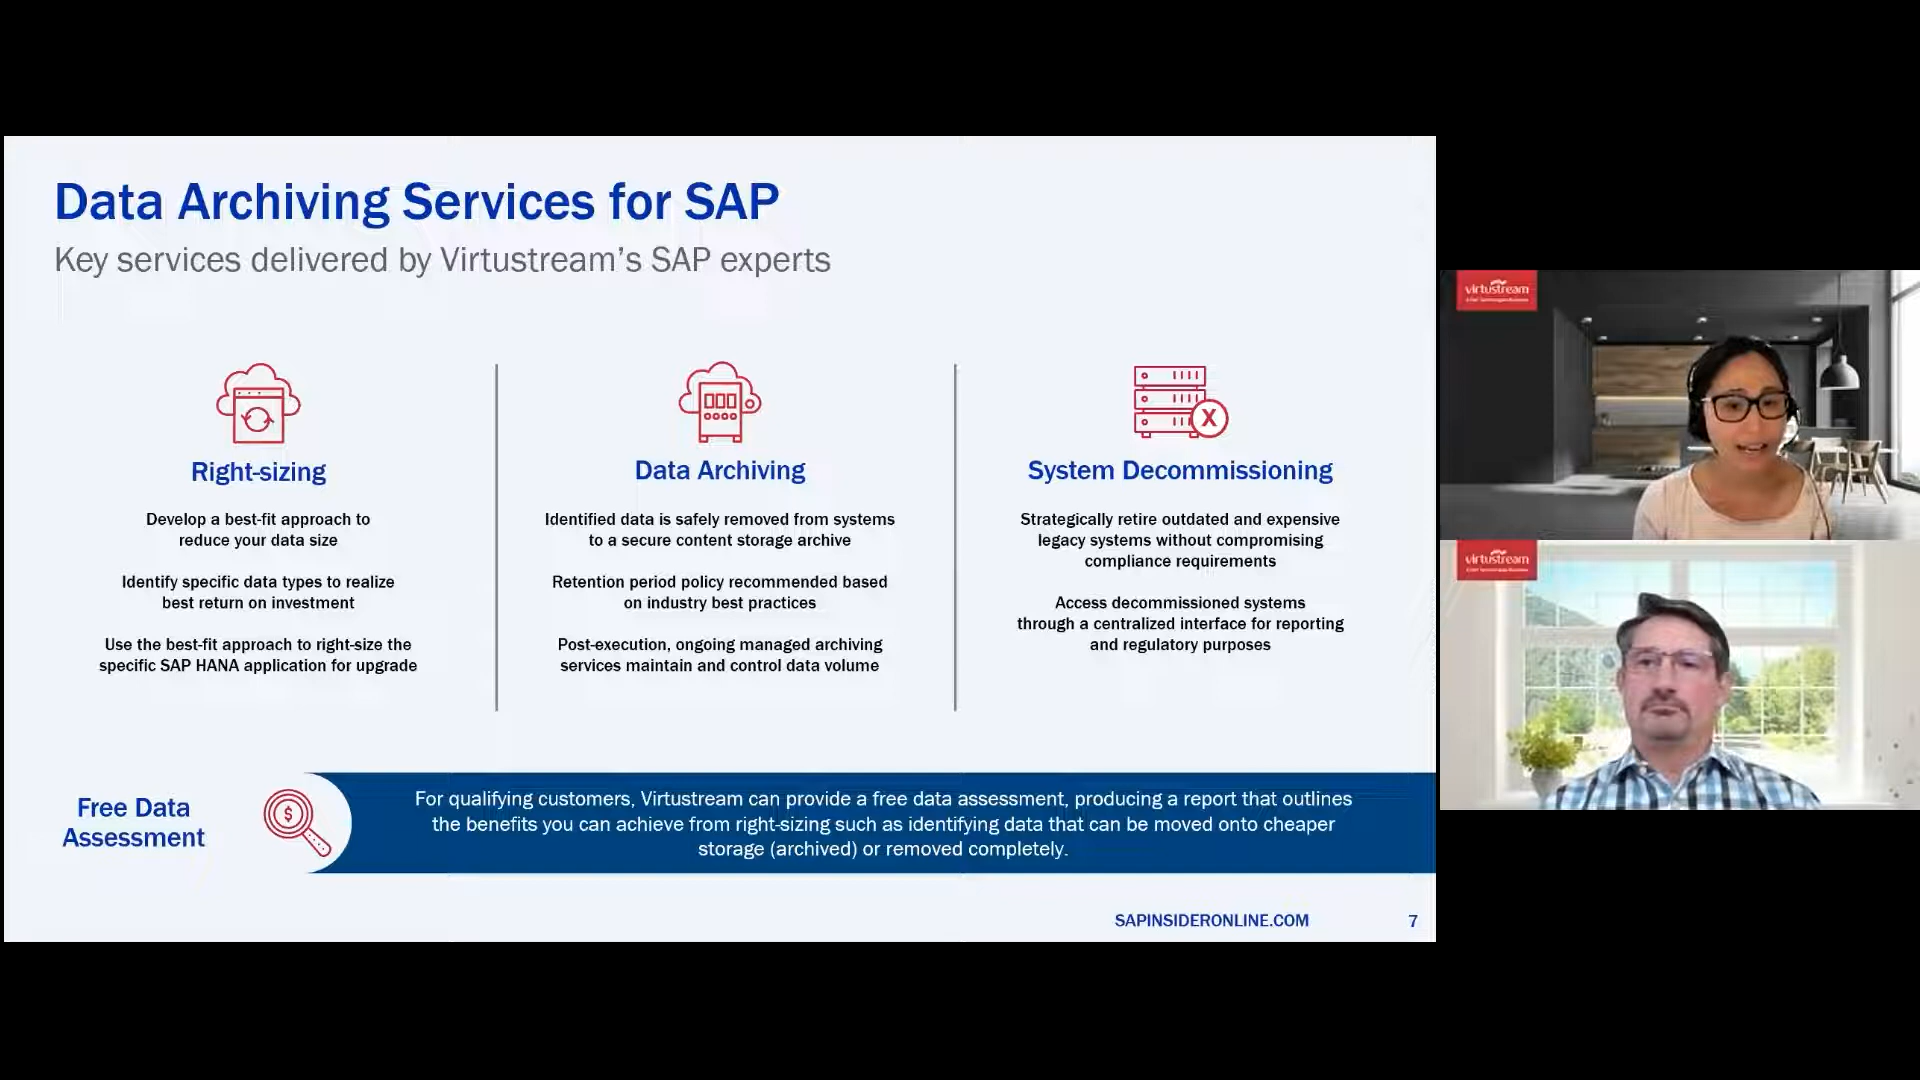 Data Archiving Services for SAP
Key services delivered by Virtustream's SAP experts
Right-sizing
Develop a best-fit approach to
reduce your data size
Identify specific data types to realize
best return on investment
Use the best-fit approach to right-size the
specific SAP HANA application for upgrade
Data Archiving
Identified data is safely removed from systems
to a secure content storage archive
Retention period policy recommended based
on industry best practices
Post-execution, ongoing managed archiving
services maintain and control data volume
X
System Decommissioning
Strategically retire outdated and expensive
legacy systems without compromising
compliance requirements
Access decommissioned systems
through a centralized interface for reporting
and regulatory purposes
Free Data
Assessment
$
For qualifying customers, Virtustream can provide a free data assessment, producing a report that outlines
the benefits you can achieve from right-sizing such as identifying data that can be moved onto cheaper
storage (archived) or removed completely.
SAPINSIDERONLINE.COM
7
virtustream
virtustream